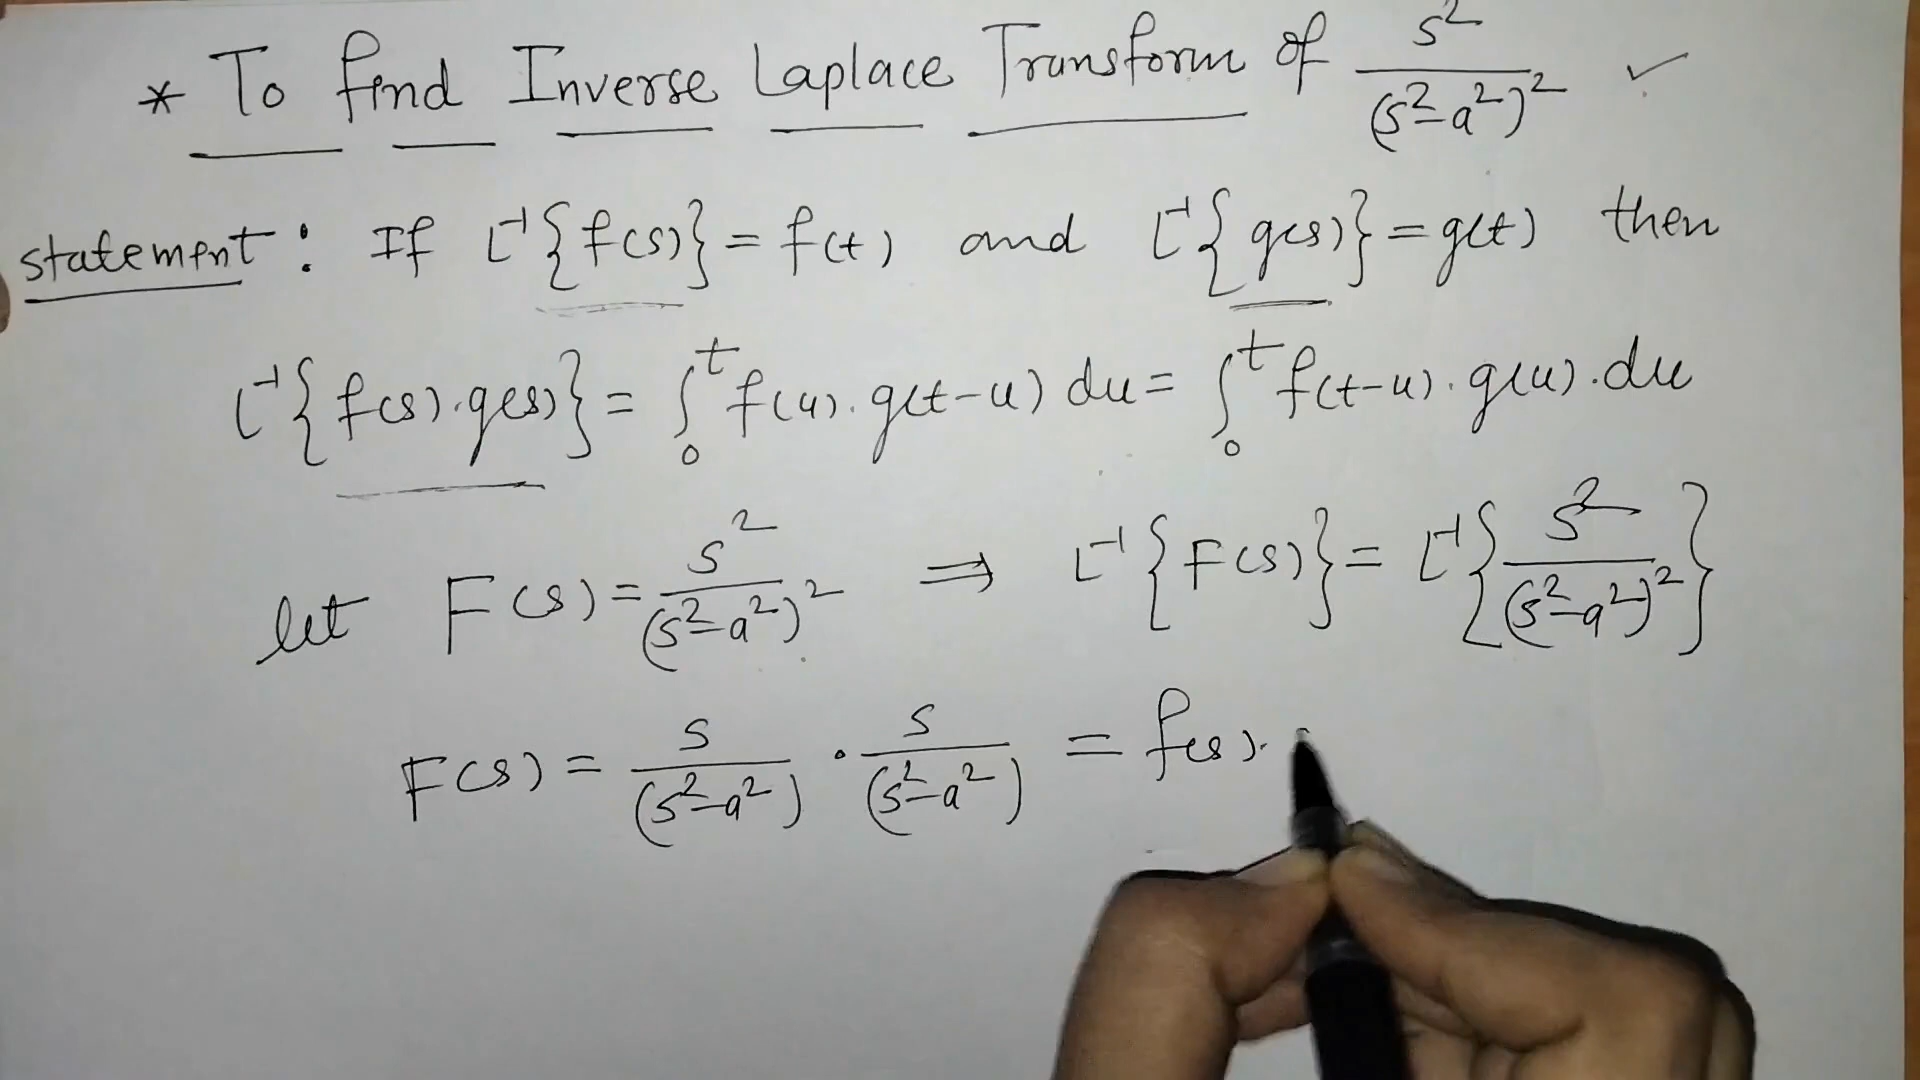 * To find Inverse Laplace Transform of s²/(s²-a²)² ✓
statement: If L⁻¹{f(s)} = f(t) and L⁻¹{g(s)} = g(t) then
L⁻¹{f(s).g(s)} = ∫₀ᵗ f(u).g(t-u) du = ∫₀ᵗ f(t-u).g(u).du
let F(s) = s²/(s²-a²)² ⇒ L⁻¹{F(s)} = L⁻¹{s²/(s²-a²)²}
F(s) = s/(s²-a²) · s/(s²-a²) = f(s).